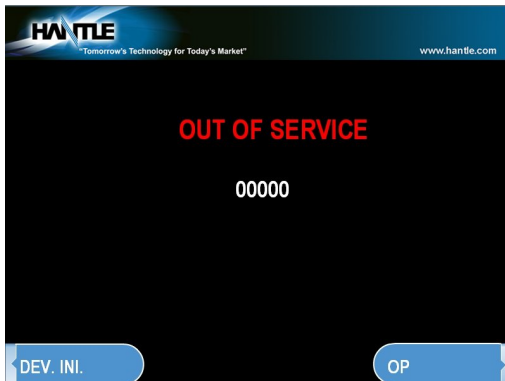 HANTLE
"Tomorrow's Technology for Today's Market"
www.hantle.com
OUT OF SERVICE
00000
DEV. INI.
OP